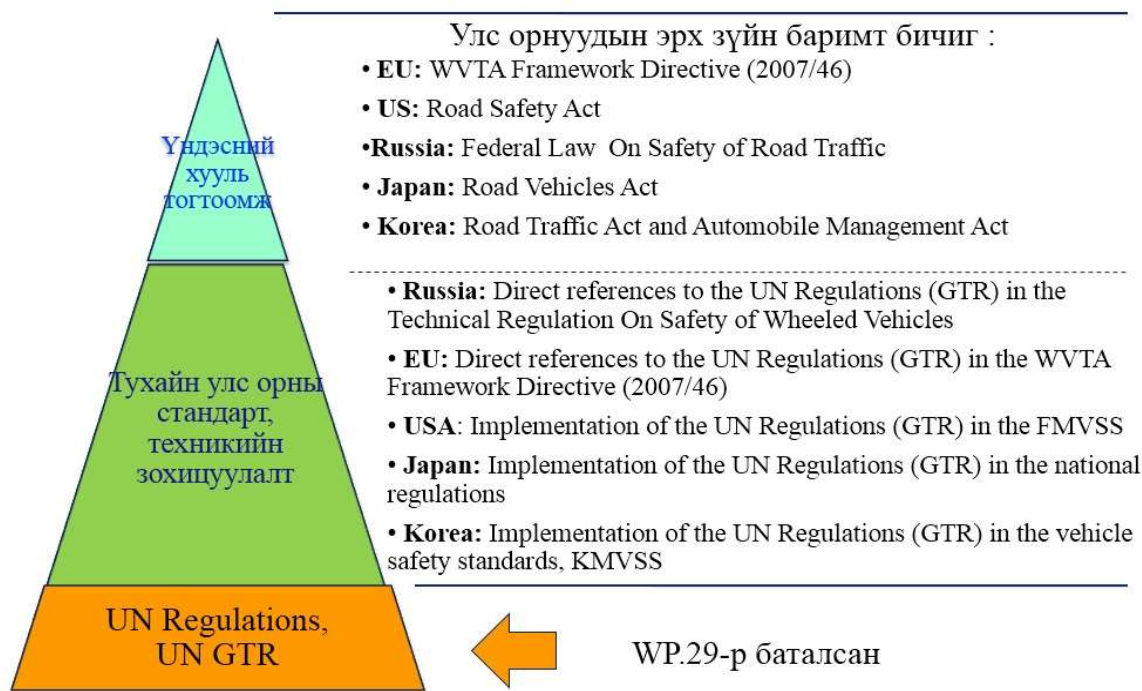 Улс орнуудын эрх зүйн баримт бичиг :
• EU: WVTA Framework Directive (2007/46)
• US: Road Safety Act
•Russia: Federal Law On Safety of Road Traffic
• Japan: Road Vehicles Act
• Korea: Road Traffic Act and Automobile Management Act
Үндэсний
хууль
тогтоомж
• Russia: Direct references to the UN Regulations (GTR) in the
Technical Regulation On Safety of Wheeled Vehicles
• EU: Direct references to the UN Regulations (GTR) in the WVTA
Framework Directive (2007/46)
• USA: Implementation of the UN Regulations (GTR) in the FMVSS
• Japan: Implementation of the UN Regulations (GTR) in the national
regulations
• Korea: Implementation of the UN Regulations (GTR) in the vehicle
safety standards, KMVSS
Тухайн улс орны
стандарт,
техникийн
зохицуулалт
UN Regulations,
UN GTR
WP.29-р баталсан